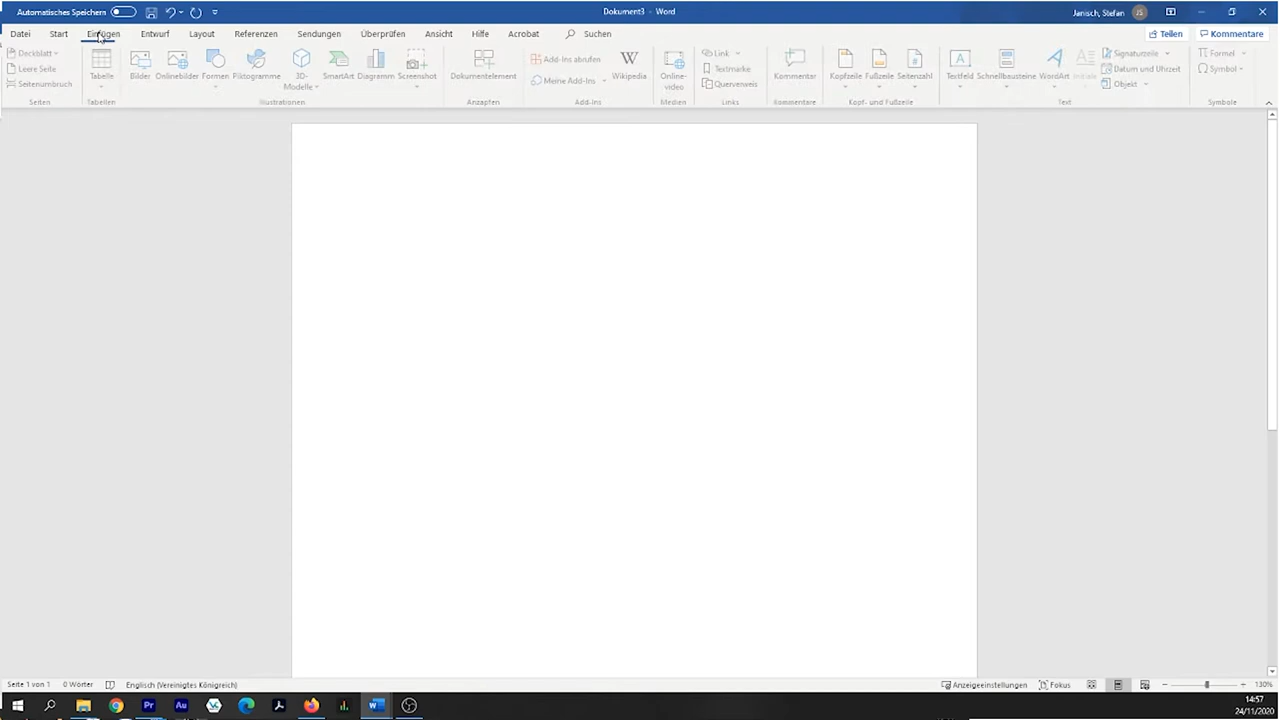 Automatisches Speichern
Dokument3 - Word
Janisch, Stefan
JS
Datei Start Einfügen Entwurf Layout Referenzen Sendungen Überprüfen Ansicht Hilfe Acrobat Suchen
Teilen Kommentare
Deckblatt
Leere Seite
Seitenumbruch
Seiten
Tabelle
Tabellen
Bilder Onlinebilder Formen Piktogramme 3D-Modelle SmartArt Diagramm Screenshot
Illustrationen
Dokumentelement
Anzapfen
Add-Ins abrufen
Meine Add-Ins
Wikipedia
Add-Ins
Online-
video
Medien
Link
Textmarke
Querverweis
Links
Kommentar
Kommentare
Kopfzeile Fußzeile Seitenzahl
Kopf- und Fußzeile
Textfeld Schnellbausteine WordArt Initiale
Signaturzeile
Datum und Uhrzeit
Objekt
Text
Formel
Symbol
Symbole
Seite 1 von 1 0 Wörter Englisch (Vereinigtes Königreich)
Anzeigeeinstellungen Fokus
130%
Pr Au
14:57
24/11/2020